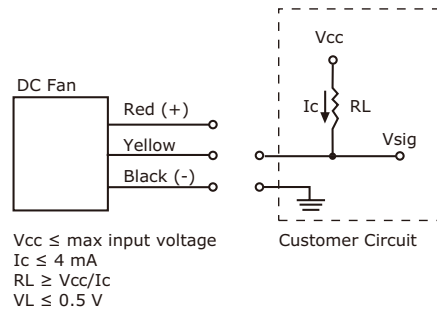 Vcc
DC Fan
Ic
RL
Red (+)
Vsig
Yellow
Black (-)
Vcc ≤ max input voltage
Customer Circuit
Ic ≤ 4 mA
RL ≥ Vcc/Ic
VL ≤ 0.5 V